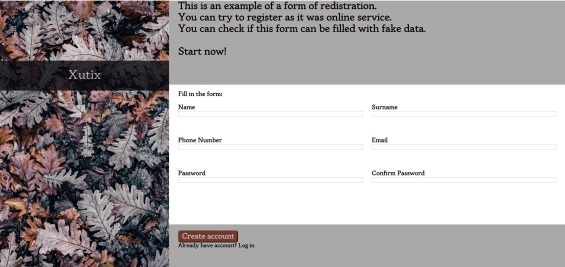 This is an example of a form of redistration.
You can try to register as it was online service.
You can check if this form can be filled with fake data.
Start now!
Xutix
Fill in the form:
Name
Surname
Phone Number
Email
Password
Confirm Password
Create account
Already have account? Log in